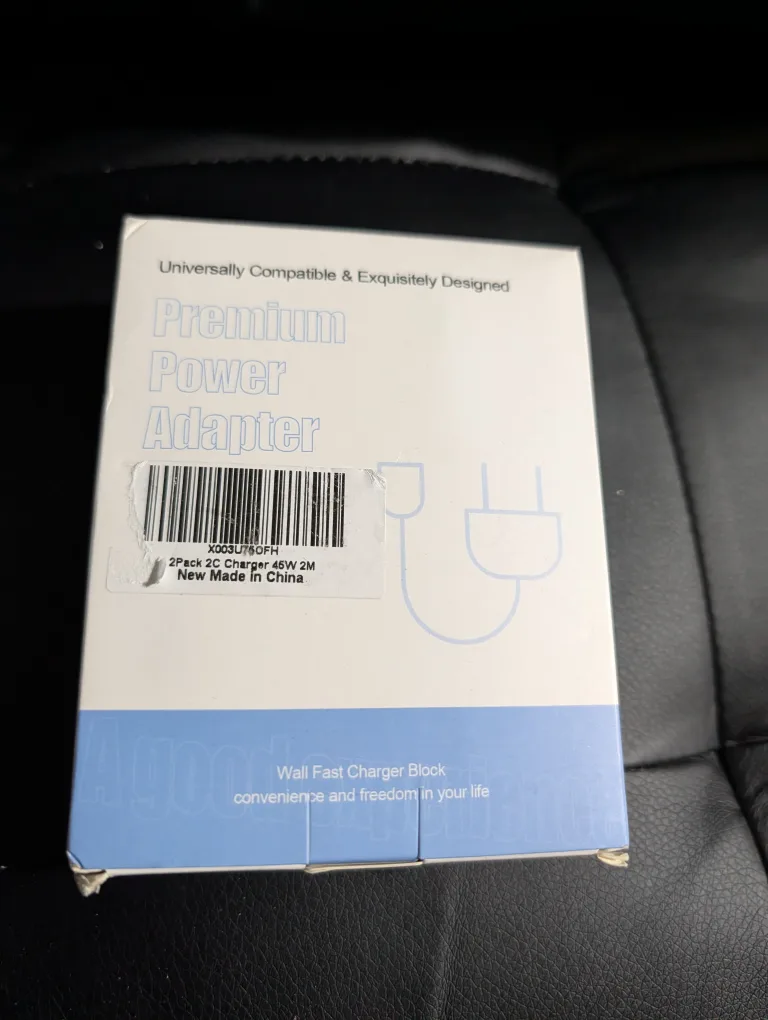 Universally Compatible & Exquisitely Designed
Premium
Power
Adapter
2Pack 2C Charger 45W 2M
New Made in China
Wall Fast Charger Block
convenience and freedom in your life
A good